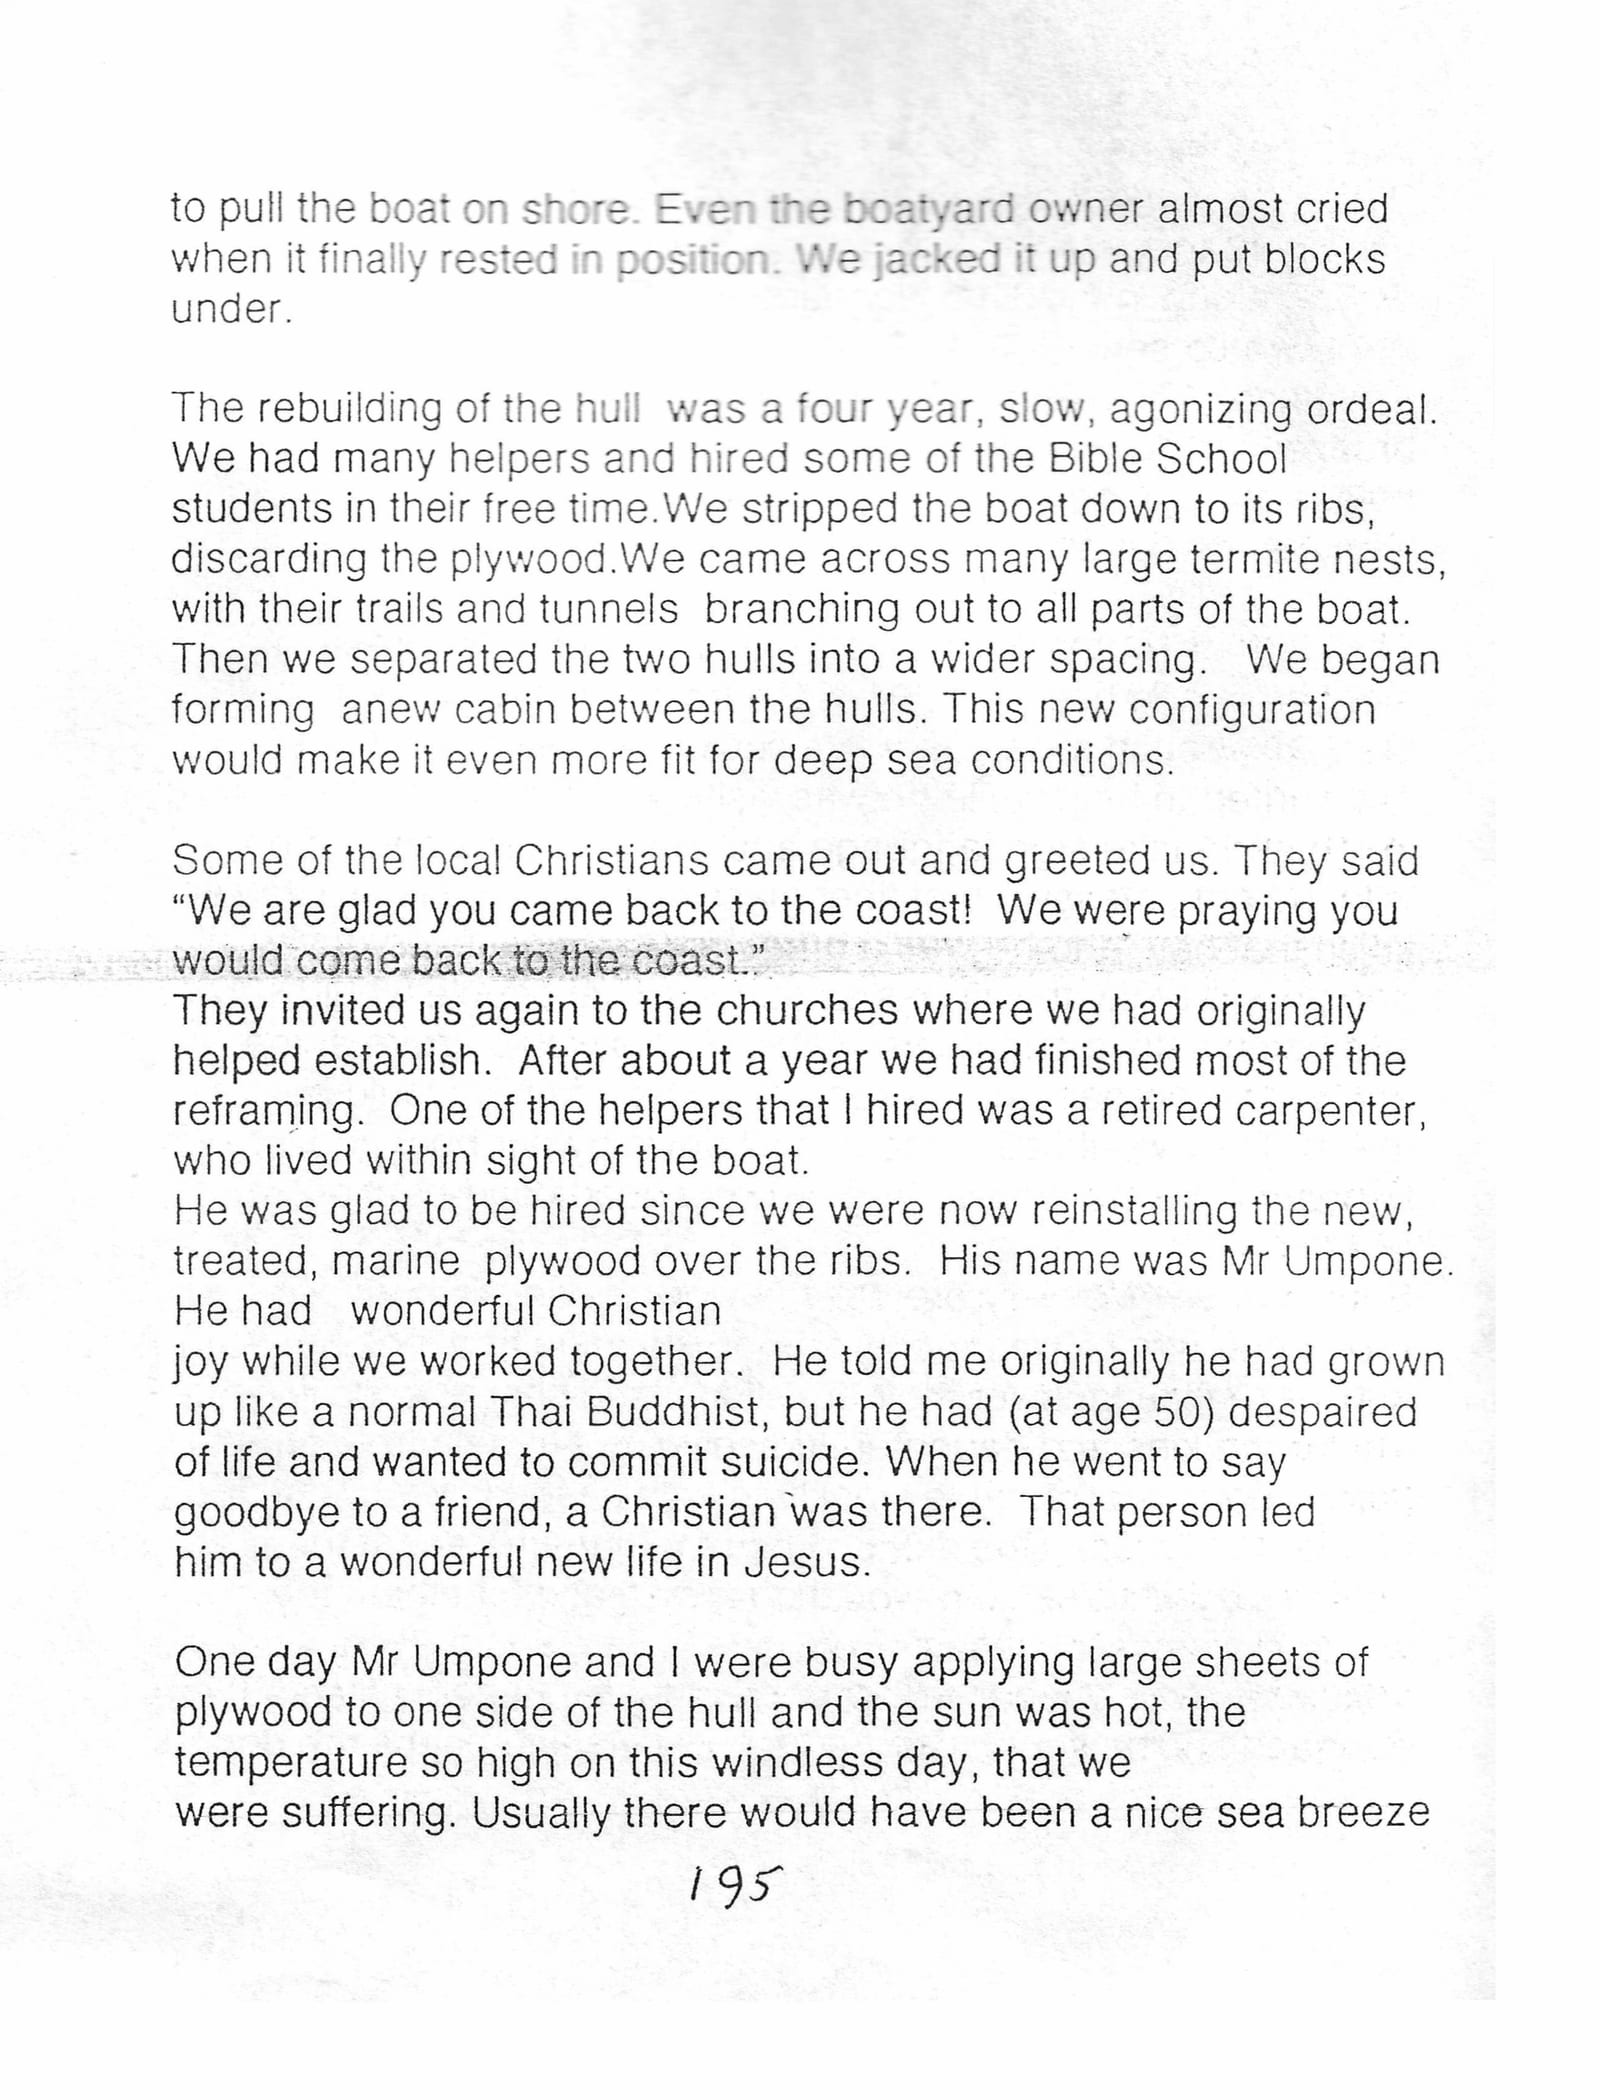 to pull the boat on shore. Even the boatyard owner almost cried
when it finally rested in position. We jacked it up and put blocks
under.
The rebuilding of the hull  was a four year, slow, agonizing ordeal.
We had many helpers and hired some of the Bible School
students in their free time.We stripped the boat down to its ribs,
discarding the plywood.We came across many large termite nests,
with their trails and tunnels  branching out to all parts of the boat.
Then we separated the two hulls into a wider spacing.   We began
forming  anew cabin between the hulls. This new configuration
would make it even more fit for deep sea conditions.
Some of the local Christians came out and greeted us. They said
“We are glad you came back to the coast!  We were praying you
would come back to the coast.”
They invited us again to the churches where we had originally
helped establish.  After about a year we had finished most of the
reframing.  One of the helpers that I hired was a retired carpenter,
who lived within sight of the boat.
He was glad to be hired since we were now reinstalling the new,
treated, marine  plywood over the ribs.  His name was Mr Umpone.
He had   wonderful Christian
joy while we worked together.  He told me originally he had grown
up like a normal Thai Buddhist, but he had (at age 50) despaired
of life and wanted to commit suicide. When he went to say
goodbye to a friend, a Christian was there.  That person led
him to a wonderful new life in Jesus.
One day Mr Umpone and I were busy applying large sheets of
plywood to one side of the hull and the sun was hot, the
temperature so high on this windless day, that we
were suffering. Usually there would have been a nice sea breeze
195